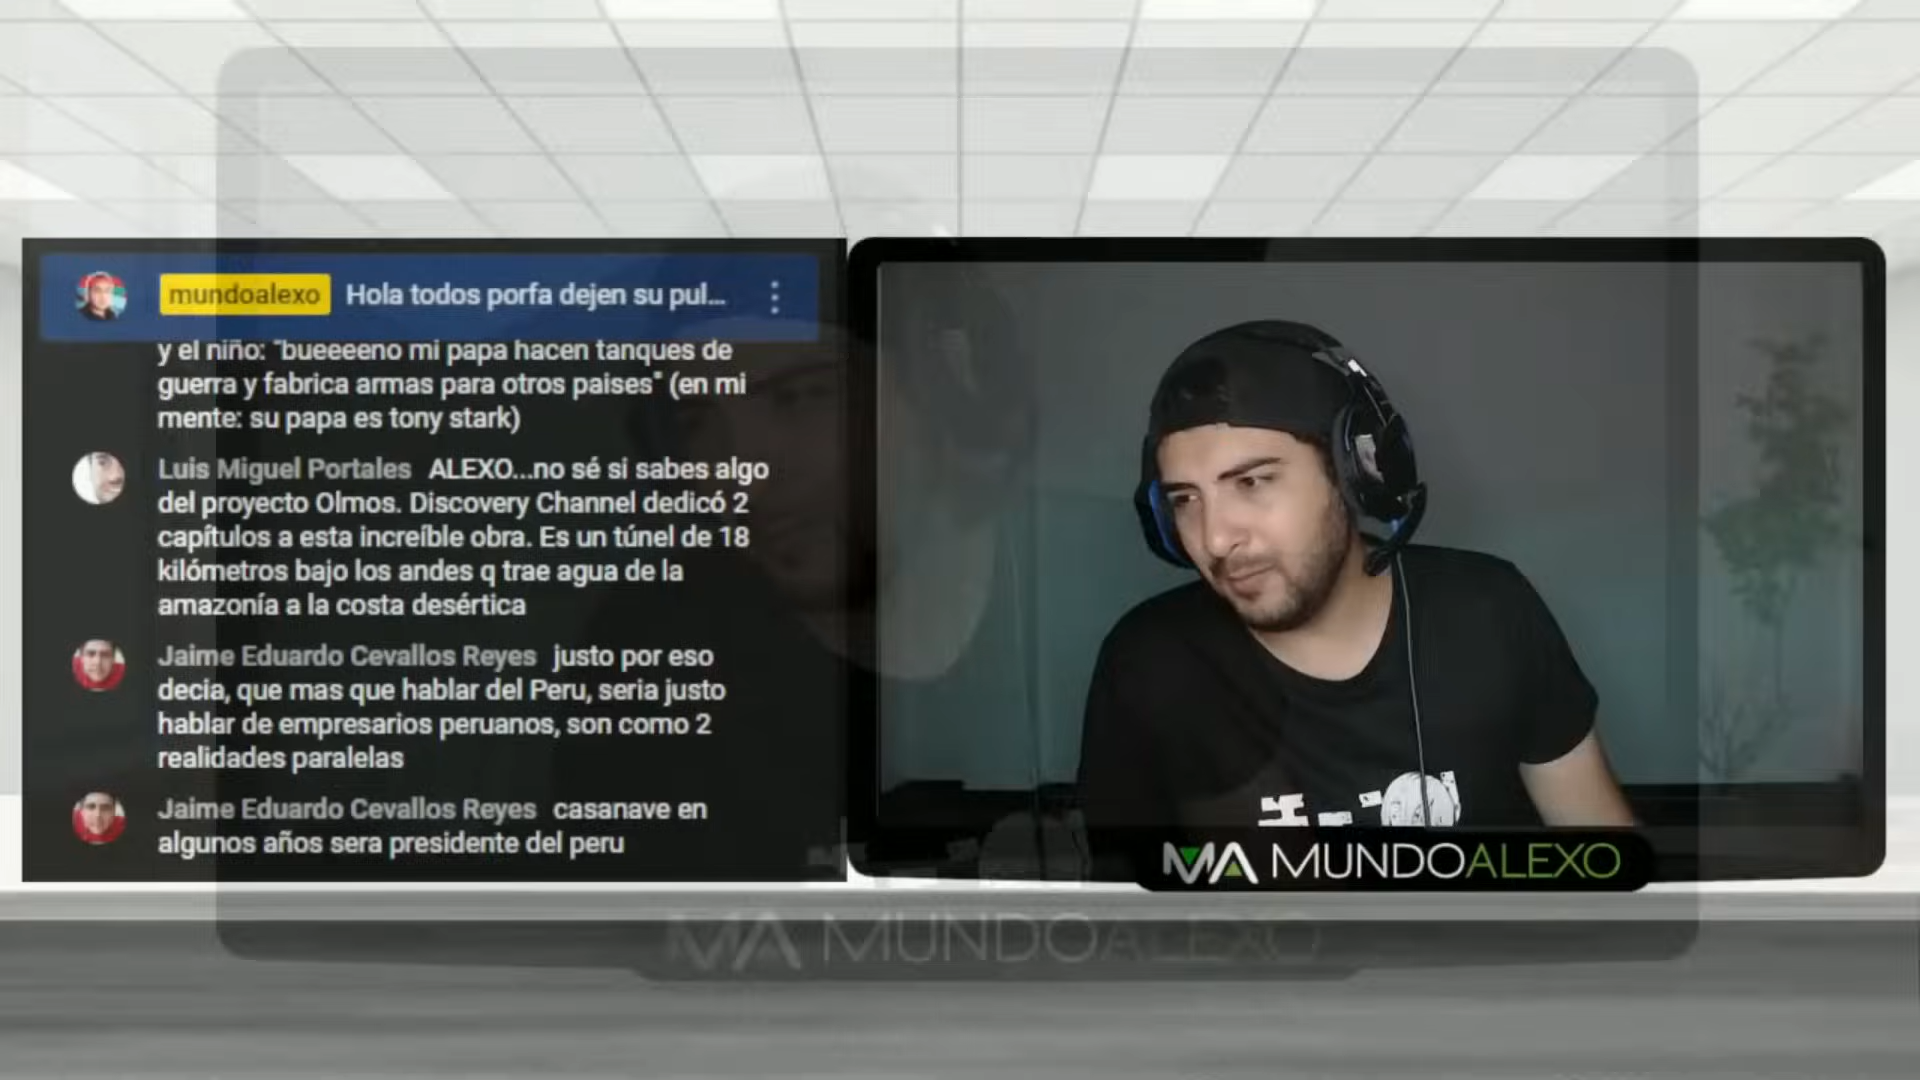 mundoalexo Hola todos porfa dejen su pul...
y el niño: "bueeeeno mi papa hacen tanques de
guerra y fabrica armas para otros paises" (en mi
mente: su papa es tony stark)
Luis Miguel Portales ALEXO...no sé si sabes algo
del proyecto Olmos. Discovery Channel dedicó 2
capítulos a esta increíble obra. Es un túnel de 18
kilómetros bajo los andes q trae agua de la
amazonía a la costa desértica
Jaime Eduardo Cevallos Reyes justo por eso
decia, que mas que hablar del Peru, seria justo
hablar de empresarios peruanos, son como 2
realidades paralelas
Jaime Eduardo Cevallos Reyes casanave en
algunos años sera presidente del peru
MA MUNDOALEXO
MA MUNDOALEXO